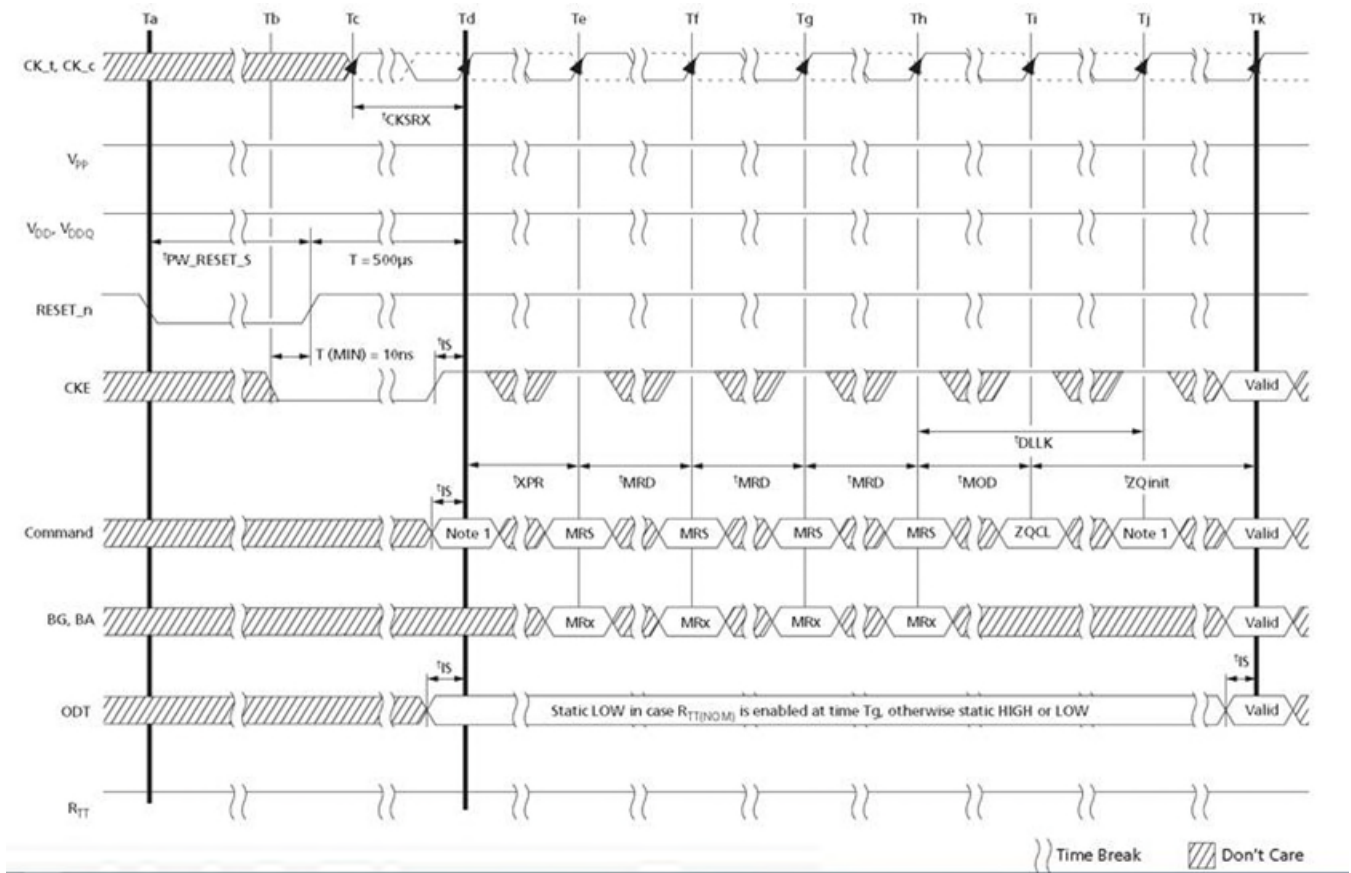 Ta Tb Tc Td Te Tf Tg Th Ti Tj Tk
CK_t, CK_c
tCKSRX
VPP
VDD, VDDQ
tPW_RESET_S T = 500µs
RESET_n
T (MIN) = 10ns tIS
CKE Valid
tDLLK
tXPR tMRD tMRD tMRD tMOD tZQinit
tIS
Command Note 1 MRS MRS MRS MRS ZQCL Note 1 Valid
BG, BA MRx MRx MRx MRx Valid
tIS tIS
ODT Static LOW in case RTT(NOM) is enabled at time Tg, otherwise static HIGH or LOW Valid
RTT
Time Break Don't Care